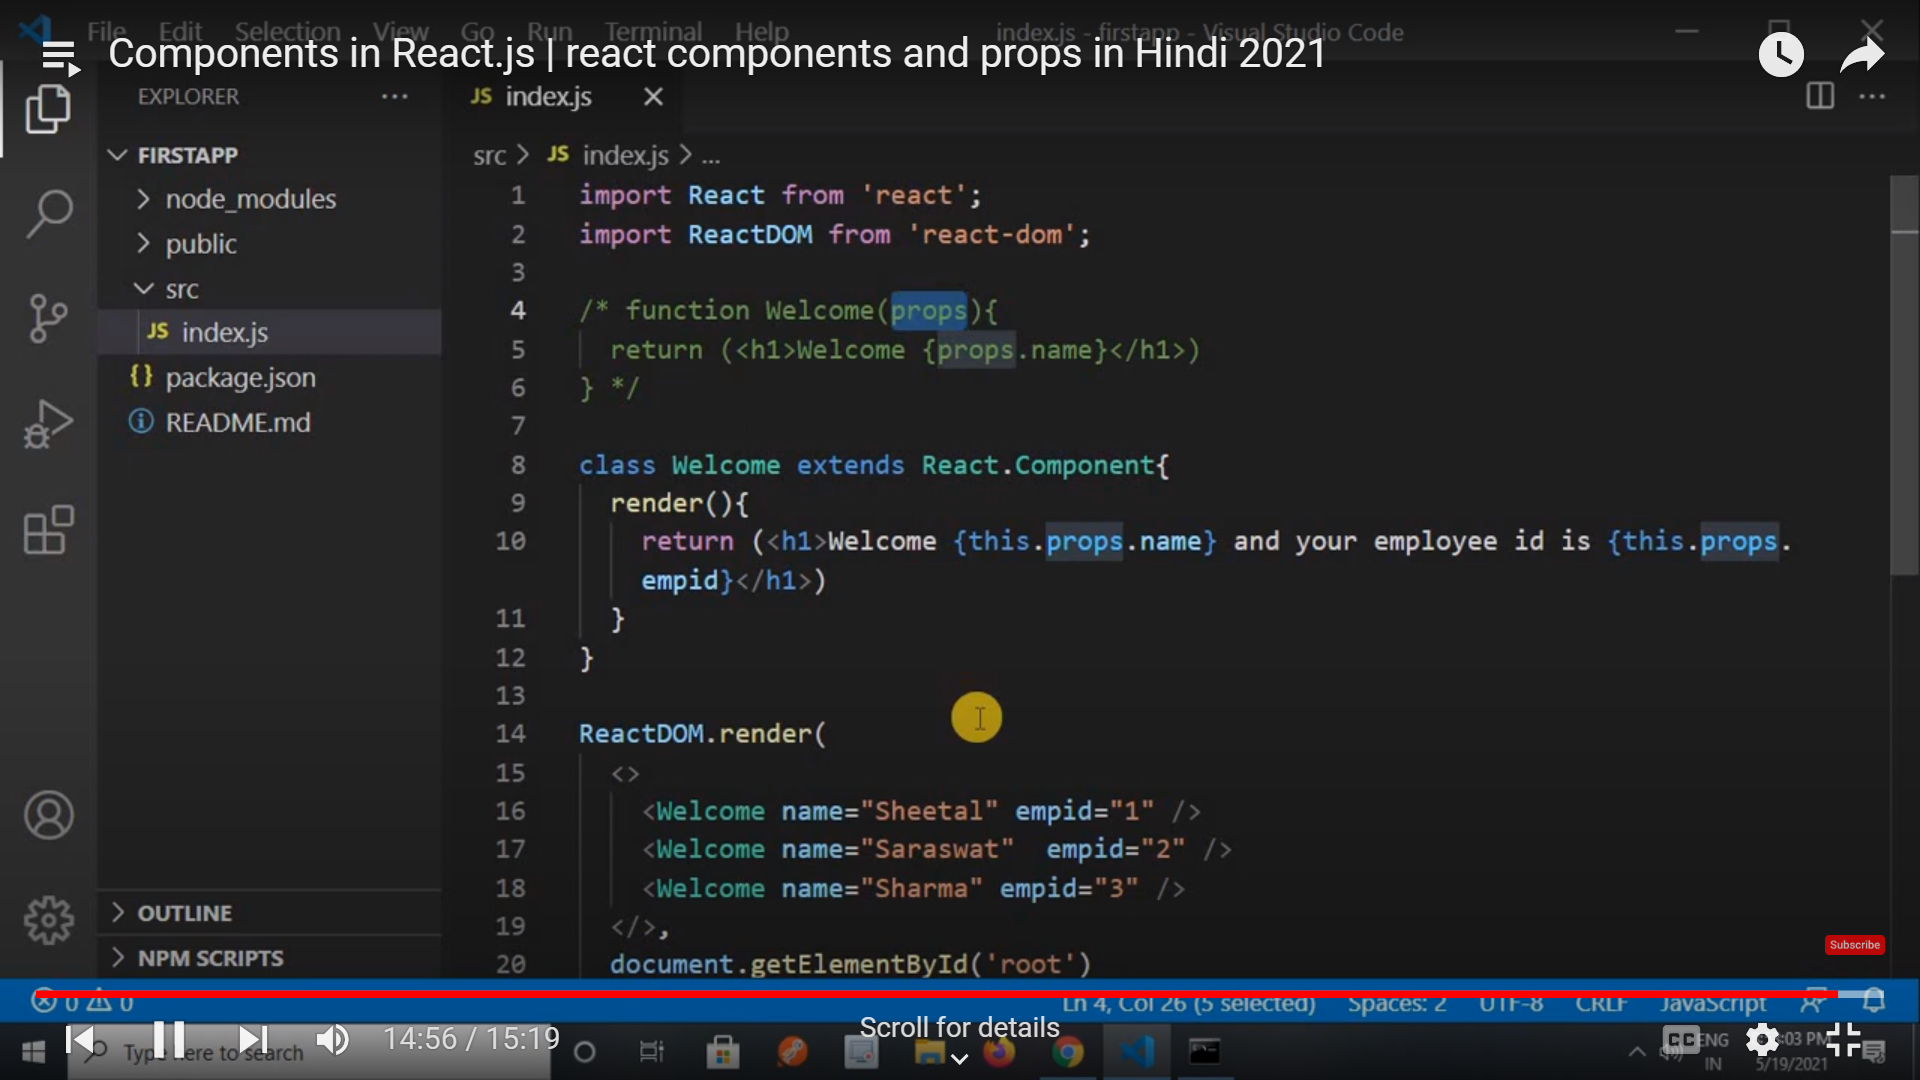 File Edit Selection View Go Run Terminal Help index.js - firstapp - Visual Studio Code
Components in React.js | react components and props in Hindi 2021
EXPLORER
JS index.js
FIRSTAPP
node_modules
public
src
JS index.js
{} package.json
README.md
OUTLINE
NPM SCRIPTS
src > JS index.js > ...
1 import React from 'react';
2 import ReactDOM from 'react-dom';
3
4 /* function Welcome(props){
5 return (<h1>Welcome {props.name}</h1>)
6 } */
7
8 class Welcome extends React.Component{
9 render(){
10 return (<h1>Welcome {this.props.name} and your employee id is {this.props.
empid}</h1>)
11 }
12 }
13
14 ReactDOM.render(
15 <>
16 <Welcome name="Sheetal" empid="1" />
17 <Welcome name="Saraswat"  empid="2" />
18 <Welcome name="Sharma" empid="3" />
19 </>,
20 document.getElementById('root')
Subscribe
0 0 Ln 4, Col 26 (5 selected) Spaces: 2 UTF-8 CRLF JavaScript
14:56 / 15:19
Scroll for details
Type here to search
CC
ENG
IN
:03 PM
5/19/2021